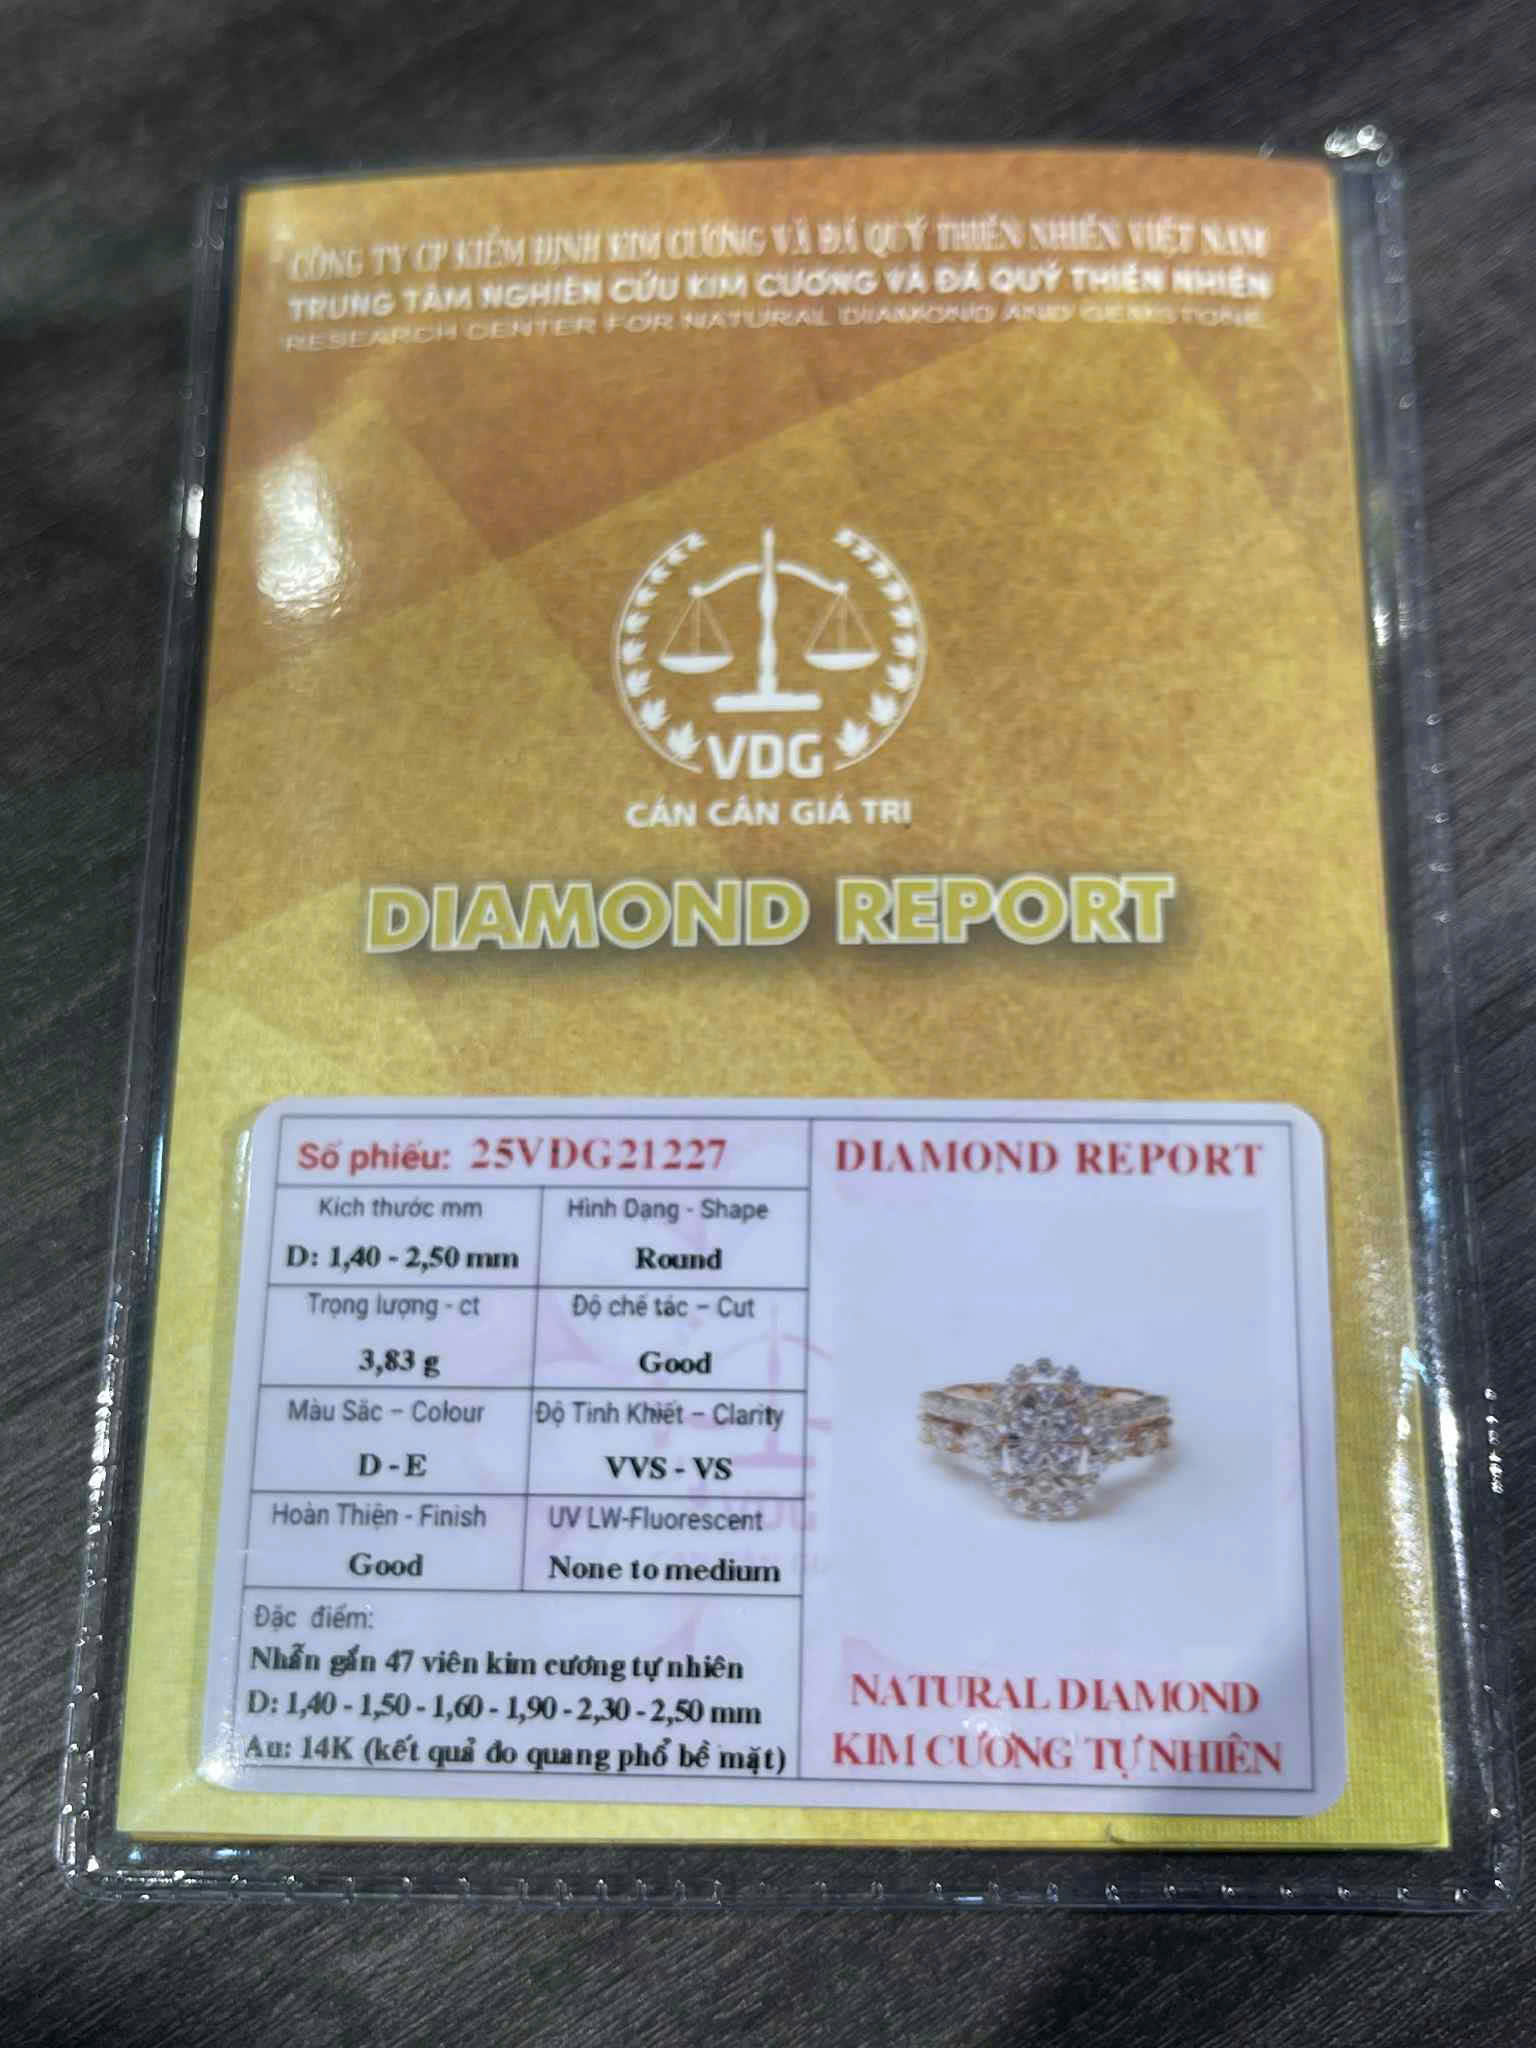 CÔNG TY CP KIỂM ĐỊNH KIM CƯƠNG VÀ ĐÁ QUÝ THIÊN NHIÊN VIỆT NAM
TRUNG TÂM NGHIÊN CỨU KIM CƯƠNG VÀ ĐÁ QUÝ THIÊN NHIÊN
RESEARCH CENTER FOR NATURAL DIAMOND AND GEMSTONE
VDG
CÁN CÂN GIÁ TRỊ
DIAMOND REPORT
Số phiếu: 25VDG21227
DIAMOND REPORT
Kích thước mm
Hình Dạng - Shape
D: 1,40 - 2,50 mm
Round
Trọng lượng - ct
Độ chế tác – Cut
3,83 g
Good
Màu Sắc – Colour
Độ Tinh Khiết – Clarity
D - E
VVS - VS
Hoàn Thiện - Finish
UV LW-Fluorescent
Good
None to medium
Đặc điểm:
Nhẫn gắn 47 viên kim cương tự nhiên
D: 1,40 - 1,50 - 1,60 - 1,90 - 2,30 - 2,50 mm
Au: 14K (kết quả đo quang phổ bề mặt)
NATURAL DIAMOND
KIM CƯƠNG TỰ NHIÊN